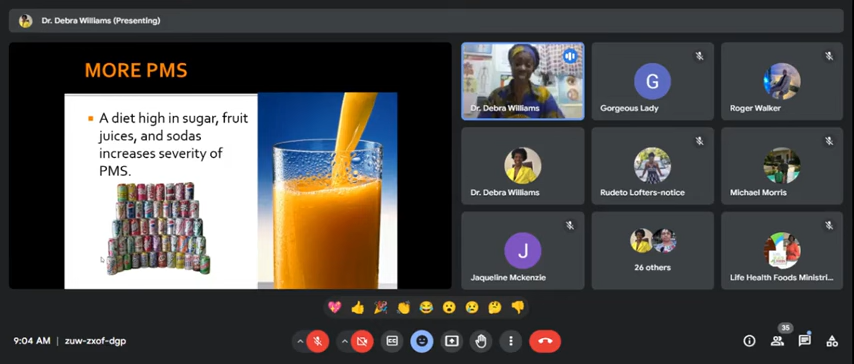 Dr. Debra Williams (Presenting)
MORE PMS
A diet high in sugar, fruit
juices, and sodas
increases severity of
PMS.
Dr. Debra Williams
G
Gorgeous Lady
Roger Walker
Dr. Debra Williams
Rudeto Lofters-notice
Michael Morris
J
Jaqueline Mckenzie
26 others
Life Health Foods Ministri...
9:04 AM | zuw-zxof-dgp
CC
35